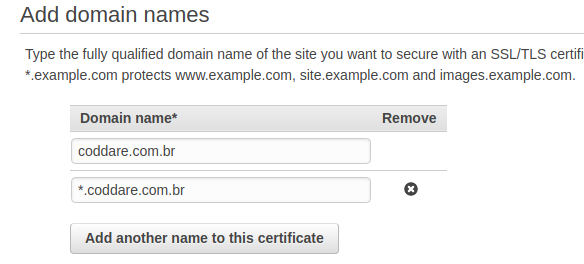 Add domain names
Type the fully qualified domain name of the site you want to secure with an SSL/TLS certifi
*.example.com protects www.example.com, site.example.com and images.example.com.
Domain name* Remove
coddare.com.br
*.coddare.com.br
Add another name to this certificate